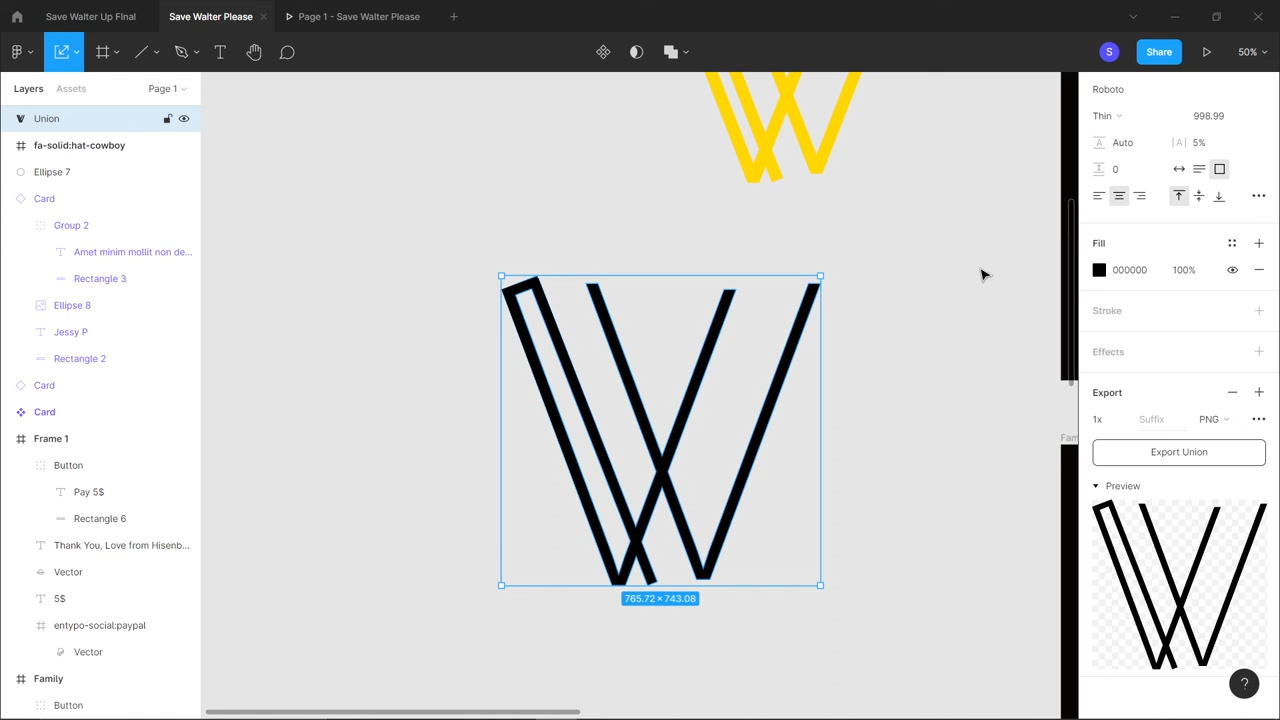 Save Walter Up FInal
Save Walter Please
Page 1 - Save Walter Please
S
Share
50%
Layers
Assets
Page 1
Union
fa-solid:hat-cowboy
Ellipse 7
Card
Group 2
Amet minim mollit non de...
Rectangle 3
Ellipse 8
Jessy P
Rectangle 2
Card
Card
Frame 1
Button
Pay 5$
Rectangle 6
Thank You, Love from Hisenb...
Vector
5$
entypo-social:paypal
Vector
Family
Button
W
W
765.72 × 743.08
Fam
Roboto
Thin
998.99
Auto
5%
0
Fill
000000
100%
Stroke
Effects
Export
1x
Suffix
PNG
Export Union
Preview
W
?